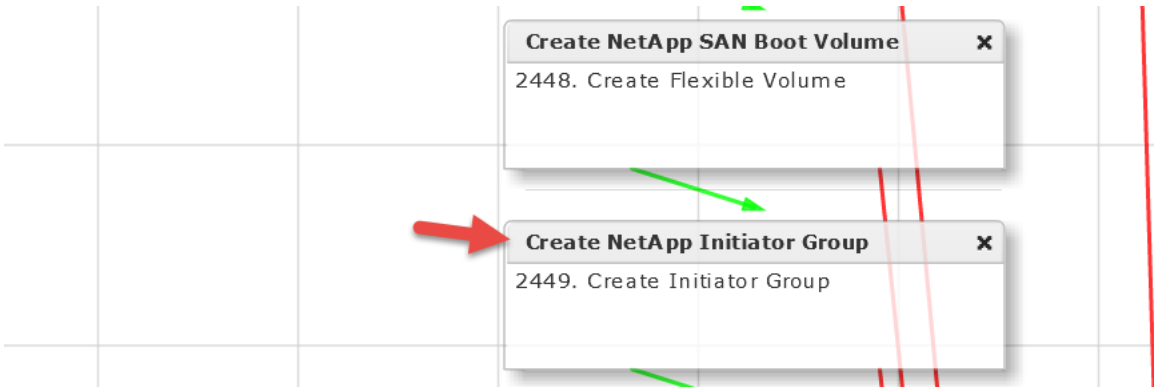 Create NetApp SAN Boot Volume
2448. Create Flexible Volume
Create NetApp Initiator Group
2449. Create Initiator Group